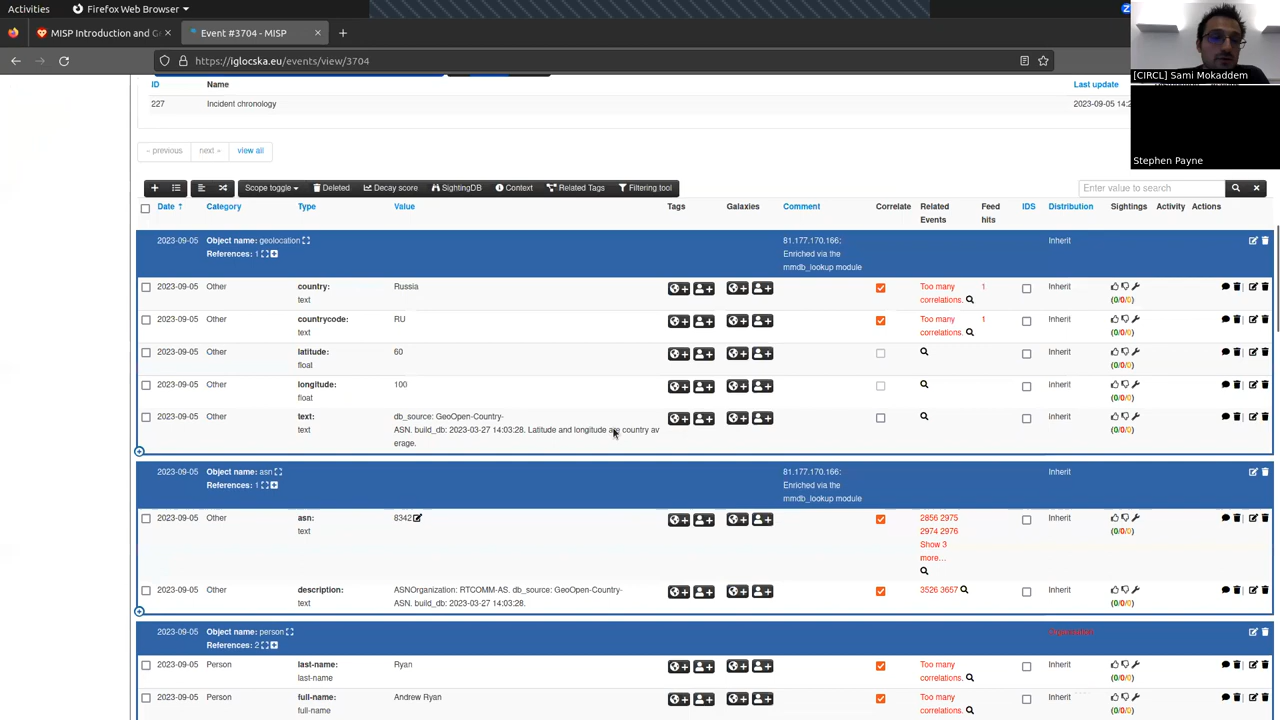 Activities Firefox Web Browser
MISP Introduction and G × Event #3704 - MISP ×
https://iglocska.eu/events/view/3704
[CIRCL] Sami Mokaddem
Stephen Payne
ID Name Last update
227 Incident chronology 2023-09-05 14:2
« previous next » view all
Scope toggle Deleted Decay score SightingDB Context Related Tags Filtering tool Enter value to search
Date Category Type Value Tags Galaxies Comment Correlate Related Events Feed hits IDS Distribution Sightings Activity Actions
2023-09-05 Object name: geolocation 81.177.170.166: Inherit
References: 1 Enriched via the
mmdb_lookup module
2023-09-05 Other country: Russia Too many 1 Inherit
text correlations. (0/0/0)
2023-09-05 Other countrycode: RU Too many 1 Inherit
text correlations. (0/0/0)
2023-09-05 Other latitude: 60 Inherit
float (0/0/0)
2023-09-05 Other longitude: 100 Inherit
float (0/0/0)
2023-09-05 Other text: db_source: GeoOpen-Country- Inherit
text ASN. build_db: 2023-03-27 14:03:28. Latitude and longitude are country av (0/0/0)
erage.
2023-09-05 Object name: asn 81.177.170.166: Inherit
References: 1 Enriched via the
mmdb_lookup module
2023-09-05 Other asn: 8342 2856 2975 Inherit
text 2974 2976 (0/0/0)
Show 3
more...
2023-09-05 Other description: ASNOrganization: RTCOMM-AS. db_source: GeoOpen-Country- 3526 3657 Inherit
text ASN. build_db: 2023-03-27 14:03:28. (0/0/0)
2023-09-05 Object name: person
References: 2
2023-09-05 Person last-name: Ryan Too many Inherit
last-name correlations. (0/0/0)
2023-09-05 Person full-name: Andrew Ryan Too many Inherit
full-name correlations. (0/0/0)